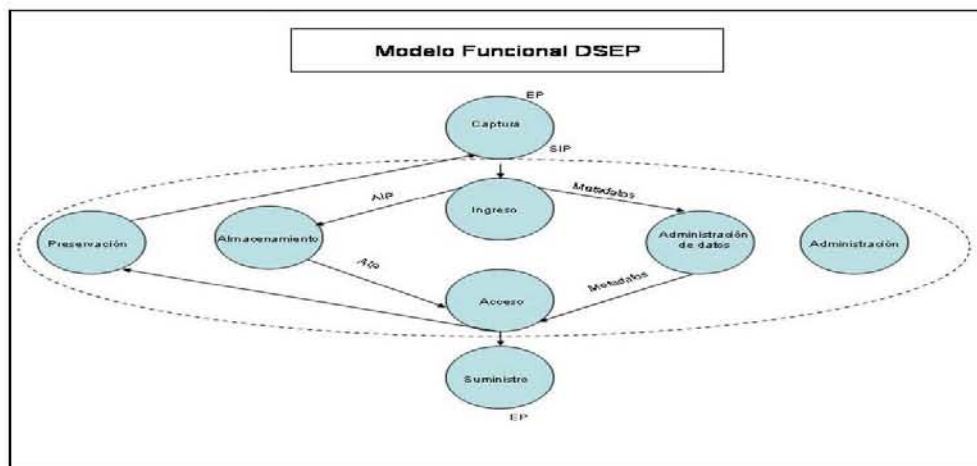 Modelo Funcional DSEP
EP
Captura
SIP
AIP
Metadatos
Ingreso
Preservación
Almacenamiento
Administración
de datos
Administración
AIP
Metadatos
Acceso
Suministro
EP